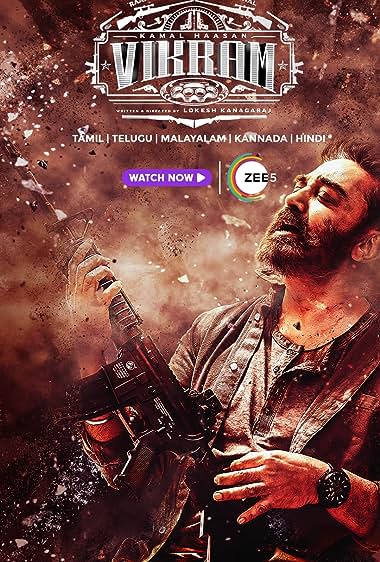 KAMAL HAASAN
VIKRAM
WRITTEN & DIRECTED BY LOKESH KANAGARAJ
TAMIL | TELUGU | MALAYALAM | KANNADA | HINDI*
WATCH NOW
ZEE5